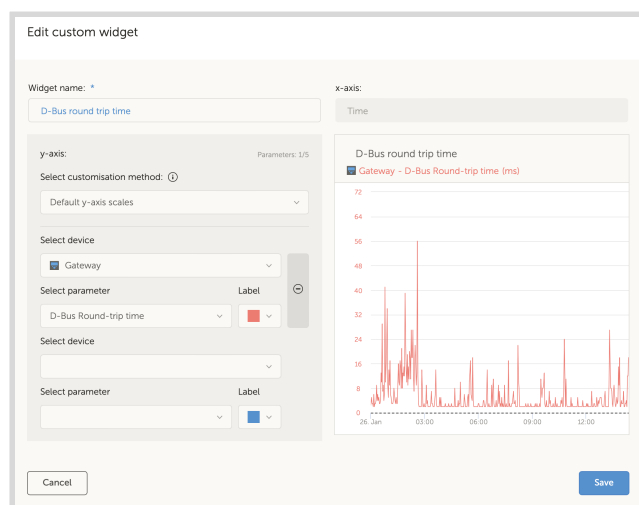 Edit custom widget
Widget name: *
D-Bus round trip time
x-axis:
Time
y-axis:
Parameters: 1/5
Select customisation method:
Default y-axis scales
Select device
Gateway
Select parameter
Label
D-Bus Round-trip time
Select device
Select parameter
Label
D-Bus round trip time
Gateway - D-Bus Round-trip time (ms)
72
64
56
48
40
32
24
16
8
0
26. Jan 03:00 06:00 09:00 12:00
Cancel
Save